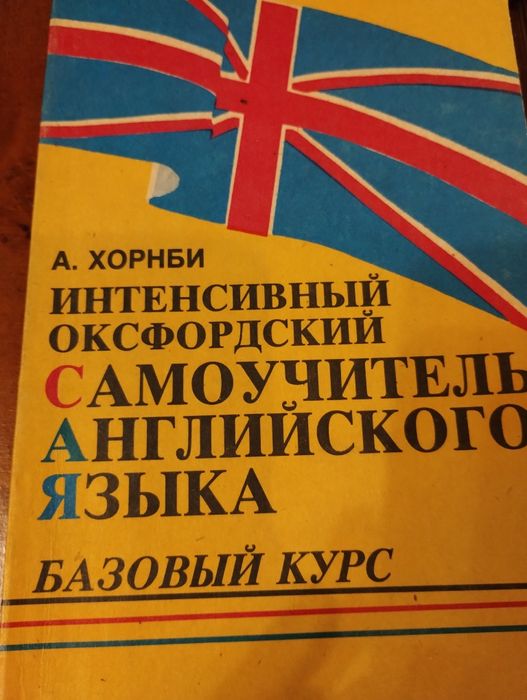 А. ХОРНБИ
ИНТЕНСИВНЫЙ
ОКСФОРДСКИЙ
САМОУЧИТЕЛЬ
АНГЛИЙСКОГО
ЯЗЫКА
БАЗОВЫЙ КУРС